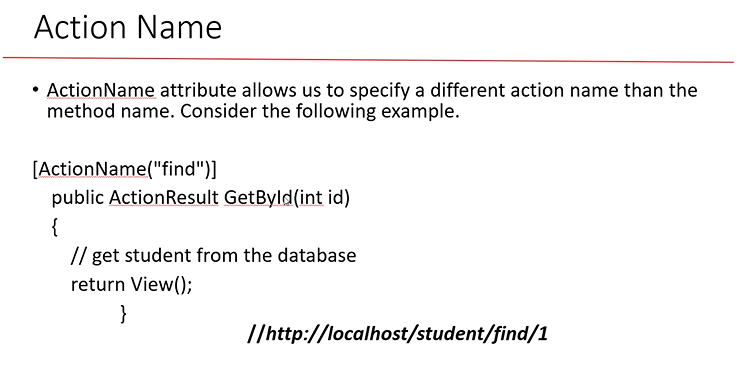 Action Name
• ActionName attribute allows us to specify a different action name than the
method name. Consider the following example.
[ActionName("find")]
public ActionResult GetById(int id)
{
// get student from the database
return View();
}
//http://localhost/student/find/1